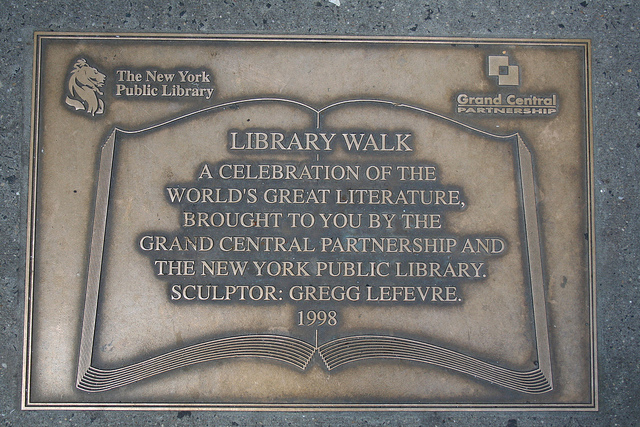 The New York
Public Library
Grand Central
PARTNERSHIP
LIBRARY WALK
A CELEBRATION OF THE
WORLD'S GREAT LITERATURE,
BROUGHT TO YOU BY THE
GRAND CENTRAL PARTNERSHIP AND
THE NEW YORK PUBLIC LIBRARY.
SCULPTOR: GREGG LEFEVRE.
1998